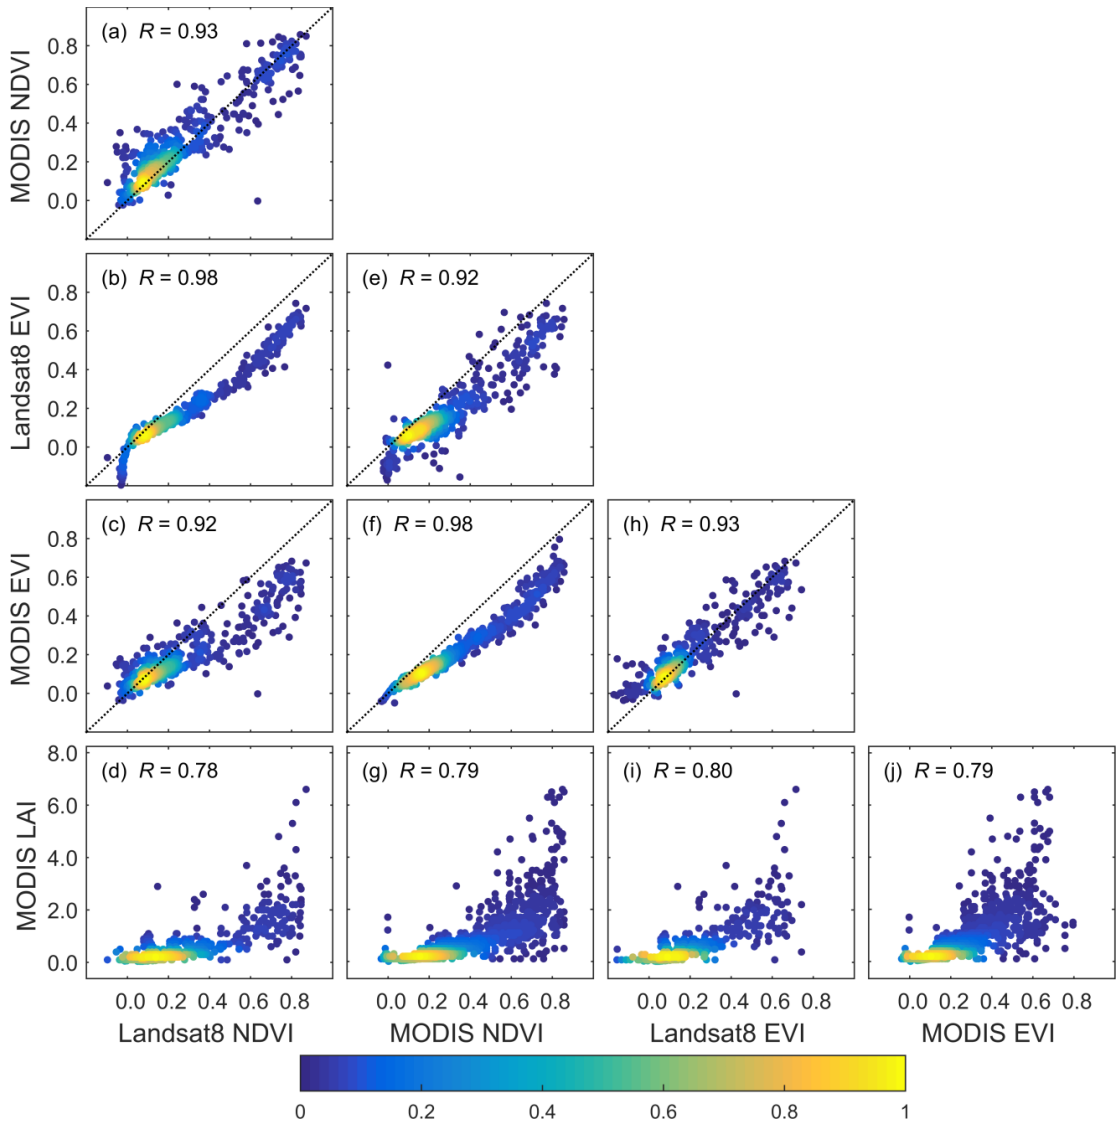 (a) R = 0.93
0.8
0.6
0.4
0.2
0.0
MODIS NDVI
(b) R = 0.98
(e) R = 0.92
0.8
0.6
0.4
0.2
0.0
Landsat8 EVI
(c) R = 0.92
(f) R = 0.98
(h) R = 0.93
0.8
0.6
0.4
0.2
0.0
MODIS EVI
(d) R = 0.78
(g) R = 0.79
(i) R = 0.80
(j) R = 0.79
8.0
6.0
4.0
2.0
0.0
MODIS LAI
0.0 0.2 0.4 0.6 0.8
0.0 0.2 0.4 0.6 0.8
0.0 0.2 0.4 0.6 0.8
0.0 0.2 0.4 0.6 0.8
Landsat8 NDVI
MODIS NDVI
Landsat8 EVI
MODIS EVI
0 0.2 0.4 0.6 0.8 1